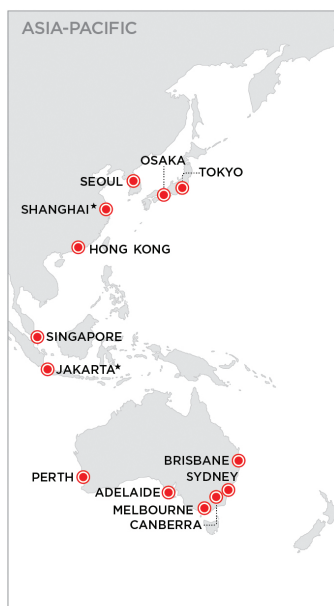 ASIA-PACIFIC
OSAKA
TOKYO
SEOUL
SHANGHAI★
HONG KONG
SINGAPORE
JAKARTA★
BRISBANE
SYDNEY
PERTH
ADELAIDE
MELBOURNE
CANBERRA